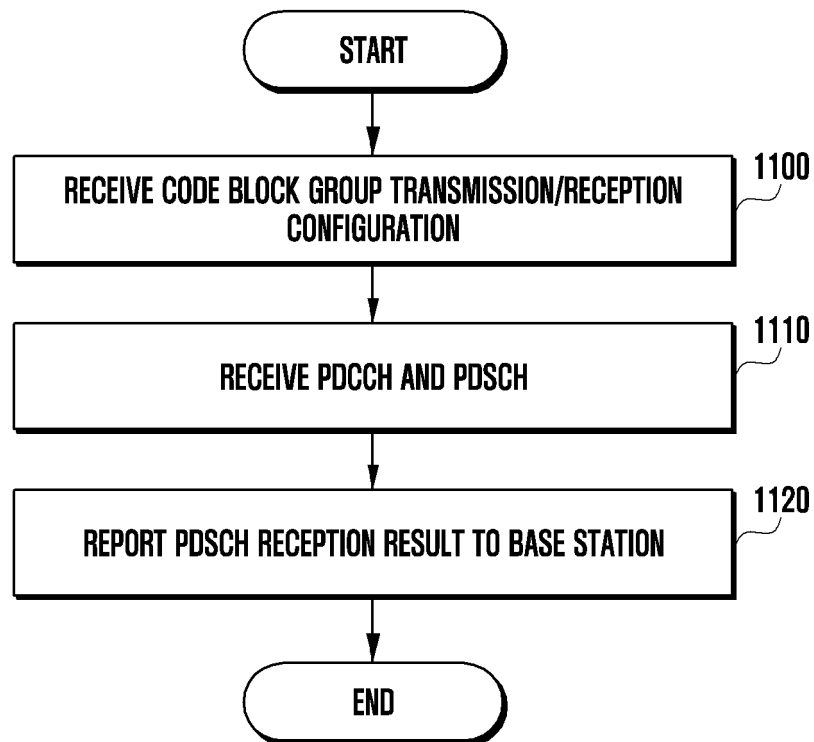 START
RECEIVE CODE BLOCK GROUP TRANSMISSION/RECEPTION
CONFIGURATION
1100
RECEIVE PDCCH AND PDSCH
1110
REPORT PDSCH RECEPTION RESULT TO BASE STATION
1120
END